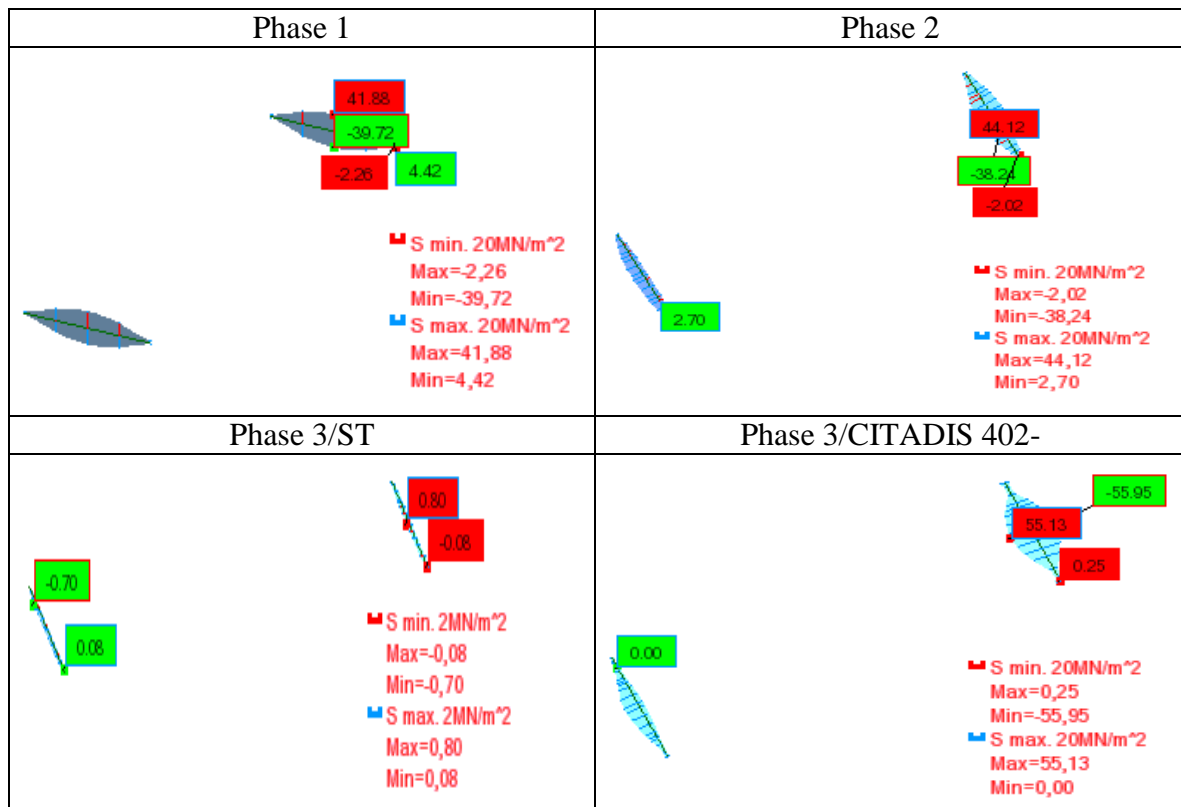 Phase 1
Phase 2
41.88
-39.72
-2.26
4.42
S min. 20MN/m^2
Max=-2,26
Min=-39,72
S max. 20MN/m^2
Max=41,88
Min=4,42
44.12
-38.24
-2.02
2.70
S min. 20MN/m^2
Max=-2,02
Min=-38,24
S max. 20MN/m^2
Max=44,12
Min=2,70
Phase 3/ST
Phase 3/CITADIS 402-
0.80
-0.08
-0.70
0.08
S min. 2MN/m^2
Max=-0,08
Min=-0,70
S max. 2MN/m^2
Max=0,80
Min=0,08
-55.95
55.13
0.25
0.00
S min. 20MN/m^2
Max=0,25
Min=-55,95
S max. 20MN/m^2
Max=55,13
Min=0,00